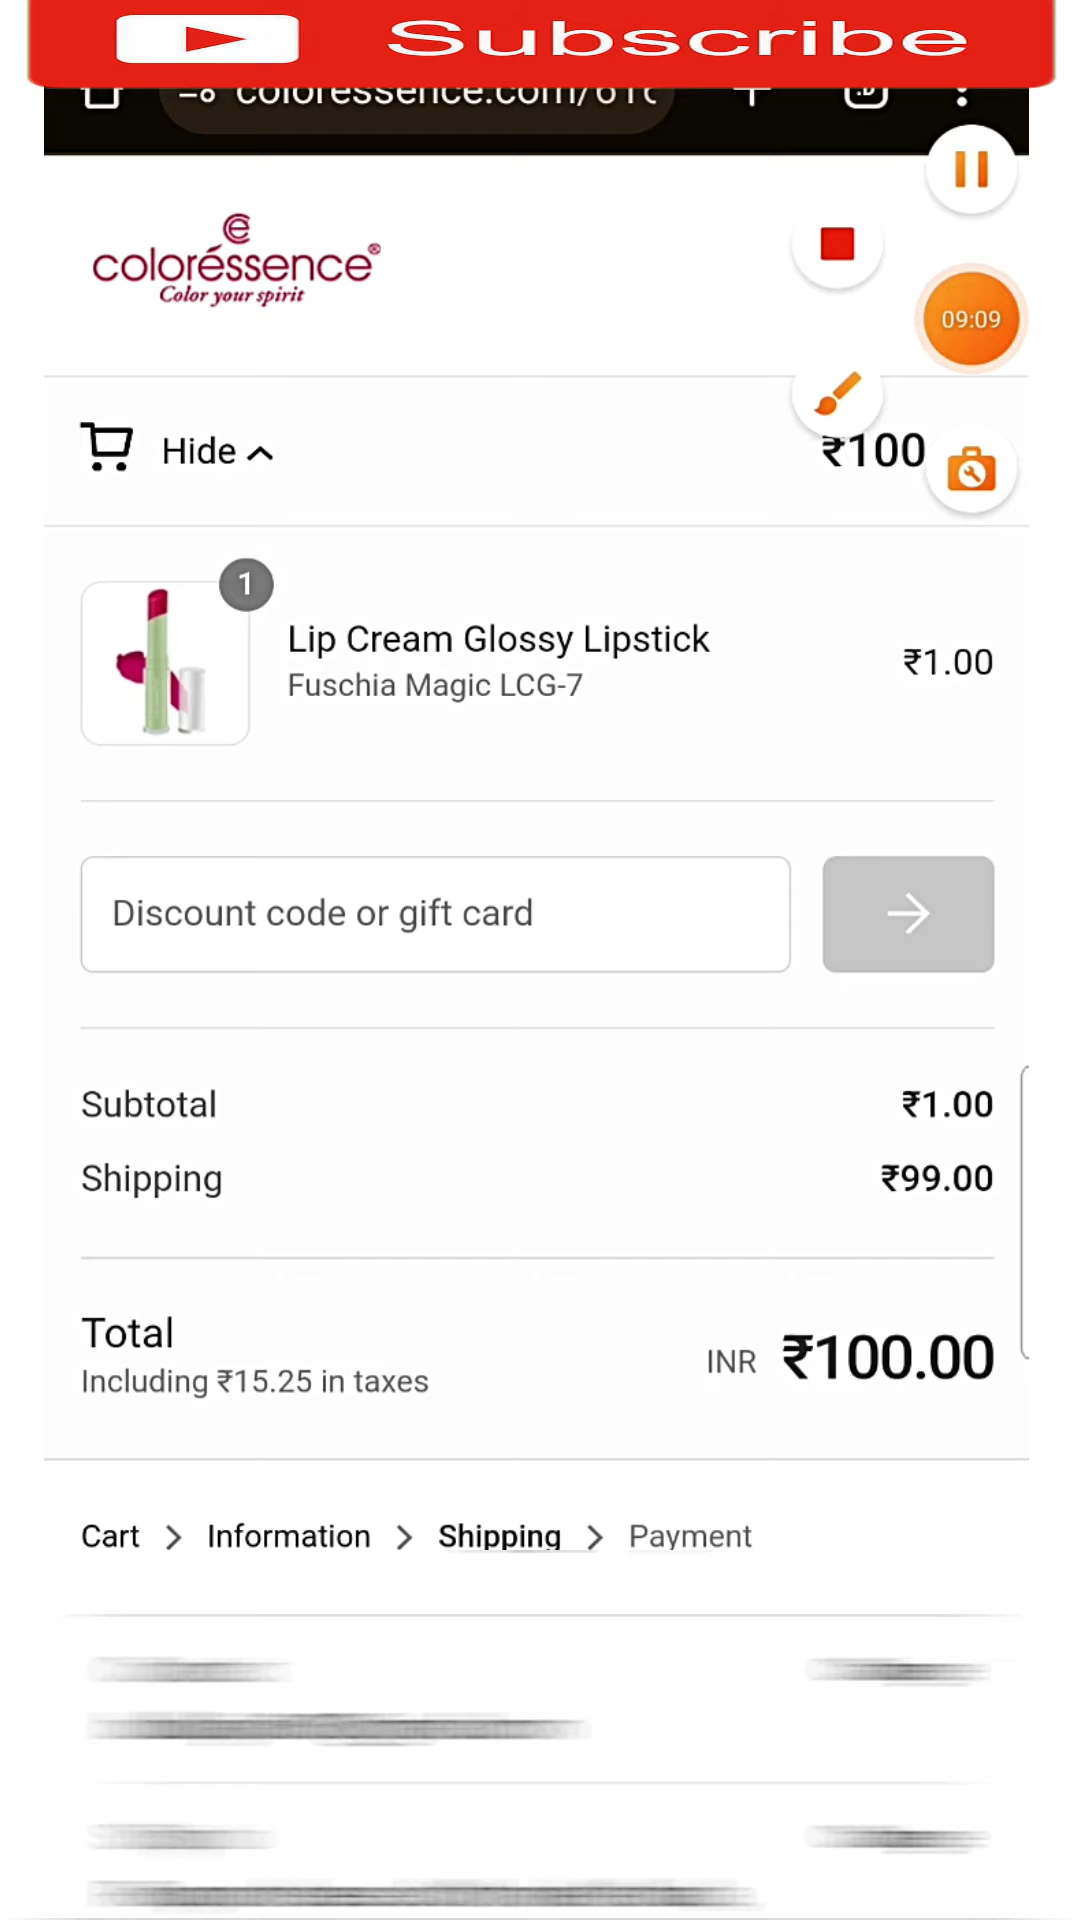 Subscribe
09:09
coloréssence®
Color your spirit
Hide
₹100
1
Lip Cream Glossy Lipstick
Fuschia Magic LCG-7
₹1.00
Discount code or gift card
Subtotal
₹1.00
Shipping
₹99.00
Total
Including ₹15.25 in taxes
INR ₹100.00
Cart > Information > Shipping > Payment